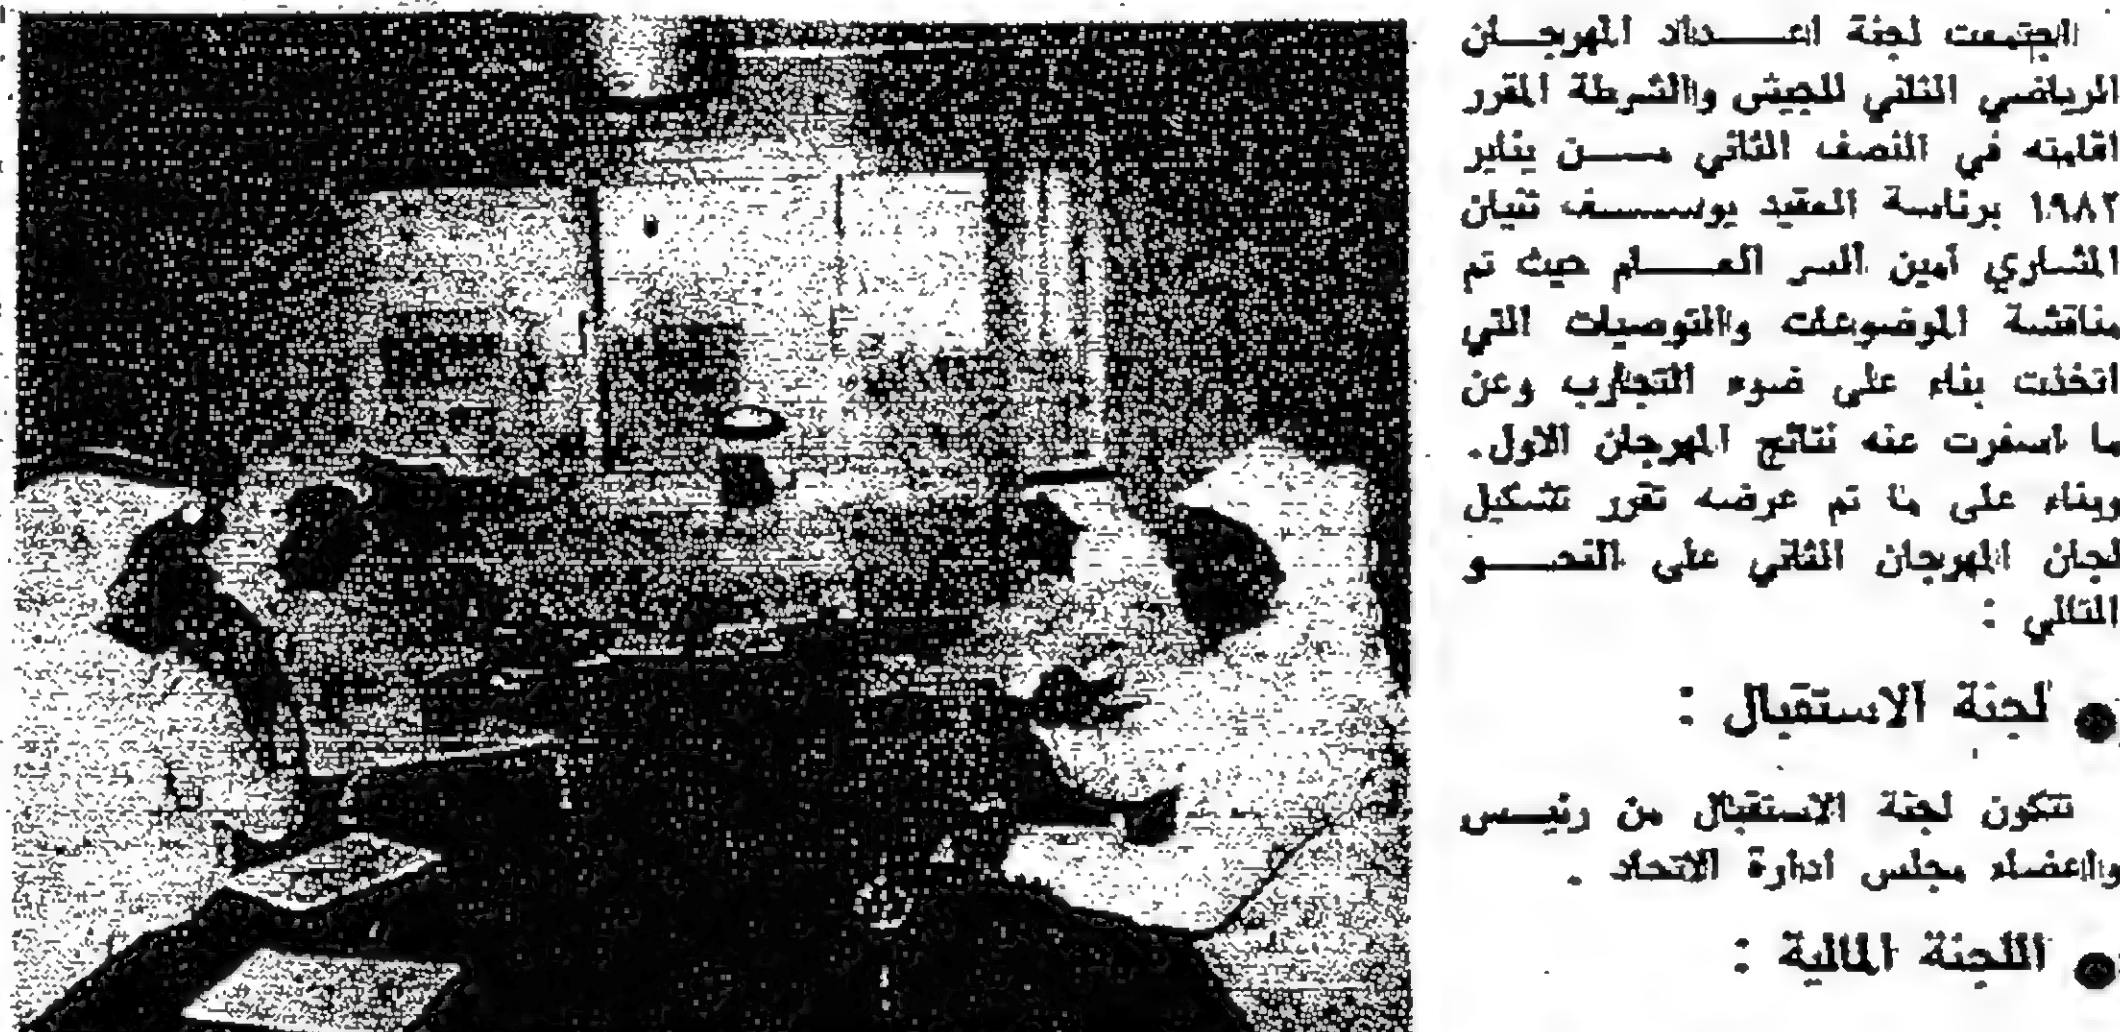 اجتمعت لجنة اعداد المهرجان
الرياضي الثاني للجيش والشرطة المقرر
اقامته في النصف الثاني من يناير
١٩٨٢ برئاسة العقيد يوسف ثنيان
المشاري أمين السر العام حيث تم
مناقشة الموضوعات والتوصيات التي
اتخذت بناء على ضوء التجارب وعن
ما اسفرت عنه نتائج المهرجان الاول.
وبناء على ما تم عرضه تقرر تشكيل
لجان المهرجان الثاني على النحو
التالي :
● لجنة الاستقبال :
تتكون لجنة الاستقبال من رئيس
واعضاء مجلس ادارة الاتحاد .
● اللجنة المالية :